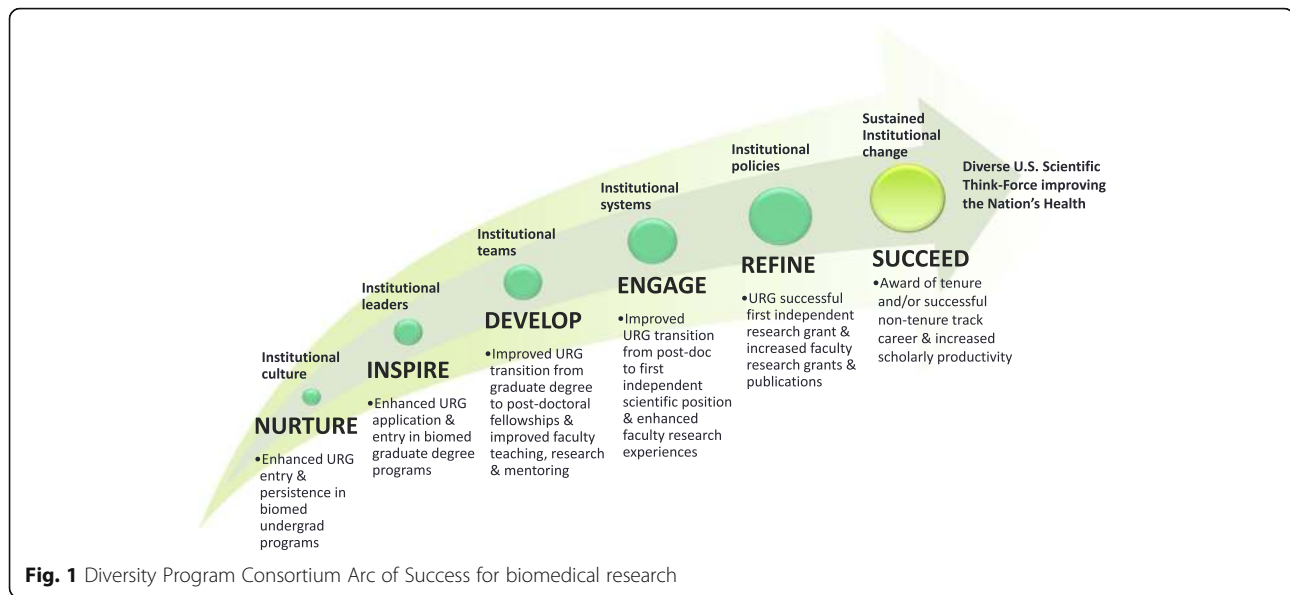 Institutional
culture
NURTURE
•Enhanced URG
entry &
persistence in
biomed
undergrad
programs
Institutional
leaders
INSPIRE
•Enhanced URG
application &
entry in biomed
graduate degree
programs
Institutional
teams
DEVELOP
•Improved URG
transition from
graduate degree
to post-doctoral
fellowships &
improved faculty
teaching, research
& mentoring
Institutional
systems
ENGAGE
•Improved
URG transition
from post-doc
to first
independent
scientific position
& enhanced
faculty research
experiences
Institutional
policies
REFINE
•URG successful
first independent
research grant &
increased faculty
research grants &
publications
Sustained
Institutional
change
SUCCEED
•Award of tenure
and/or successful
non-tenure track
career & increased
scholarly productivity
Diverse U.S. Scientific
Think-Force improving
the Nation's Health
Fig. 1 Diversity Program Consortium Arc of Success for biomedical research